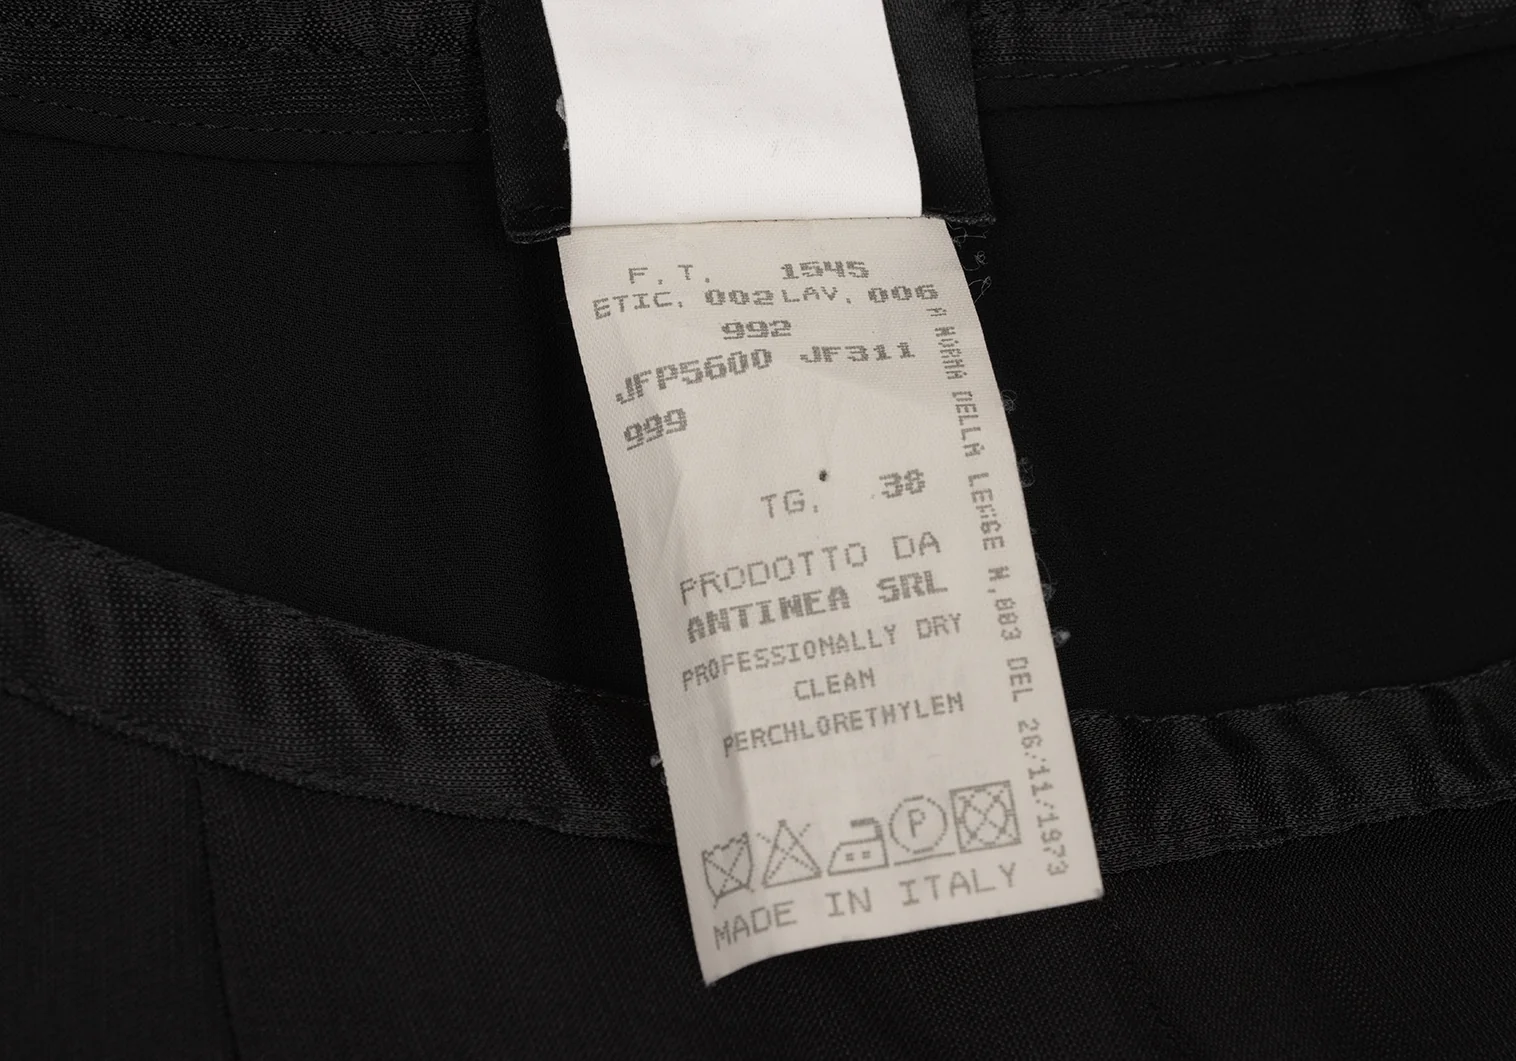 F.T. 1545
ETIC. 002 LAV. 006
992
JFP5600 JF311
999
TG. 38
PRODOTTO DA
ANTINEA SRL
PROFESSIONALLY DRY
CLEAN
PERCHLORETHYLEN
P
MADE IN ITALY
A NORMA DELLA LEGGE N.883 DEL 26/11/1973